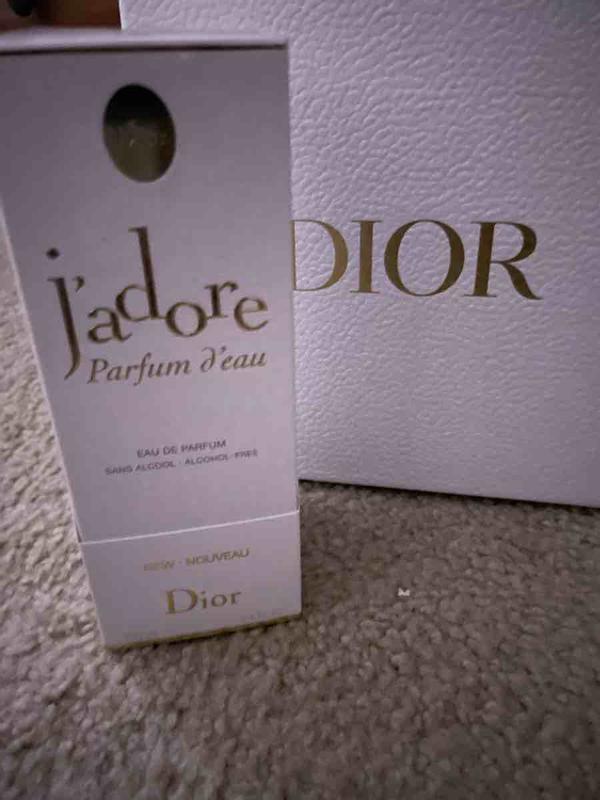 j'adore
Parfum d'eau
EAU DE PARFUM
SANS ALCOOL · ALCOHOL-FREE
NEW · NOUVEAU
Dior
DIOR